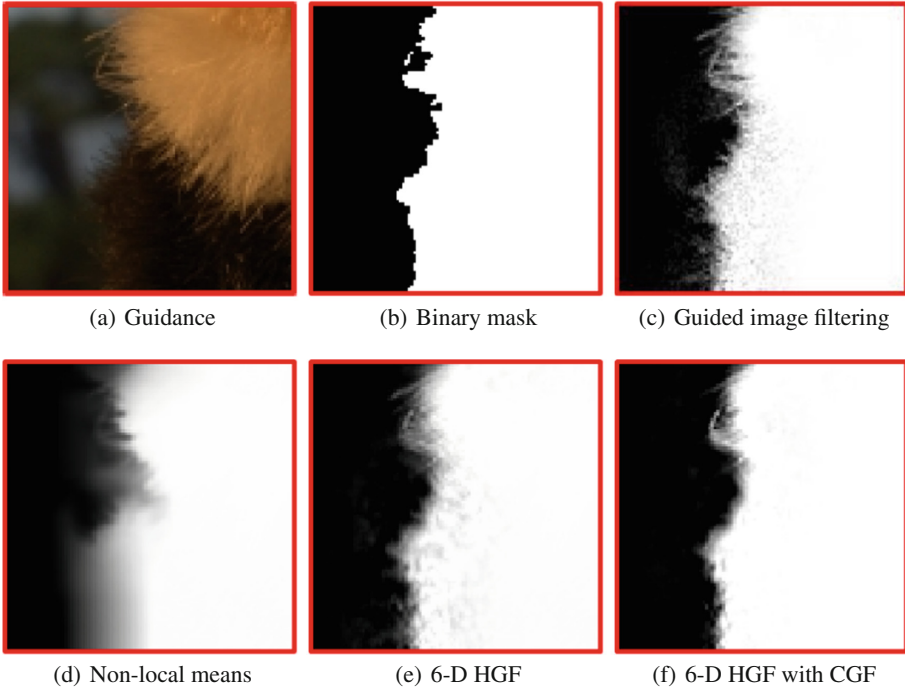 (a) Guidance
(b) Binary mask
(c) Guided image filtering
(d) Non-local means
(e) 6-D HGF
(f) 6-D HGF with CGF